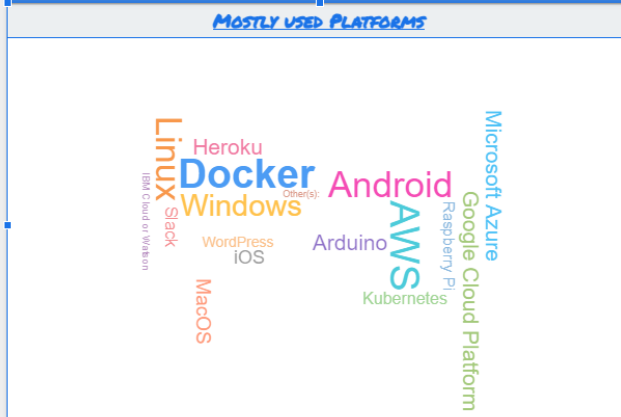 Mostly used Platforms
Linux
Heroku
Docker
Other(s):
Windows
IBM Cloud or Watson
Slack
WordPress
iOS
MacOS
Android
Arduino
AWS
Kubernetes
Raspberry Pi
Google Cloud Platform
Microsoft Azure